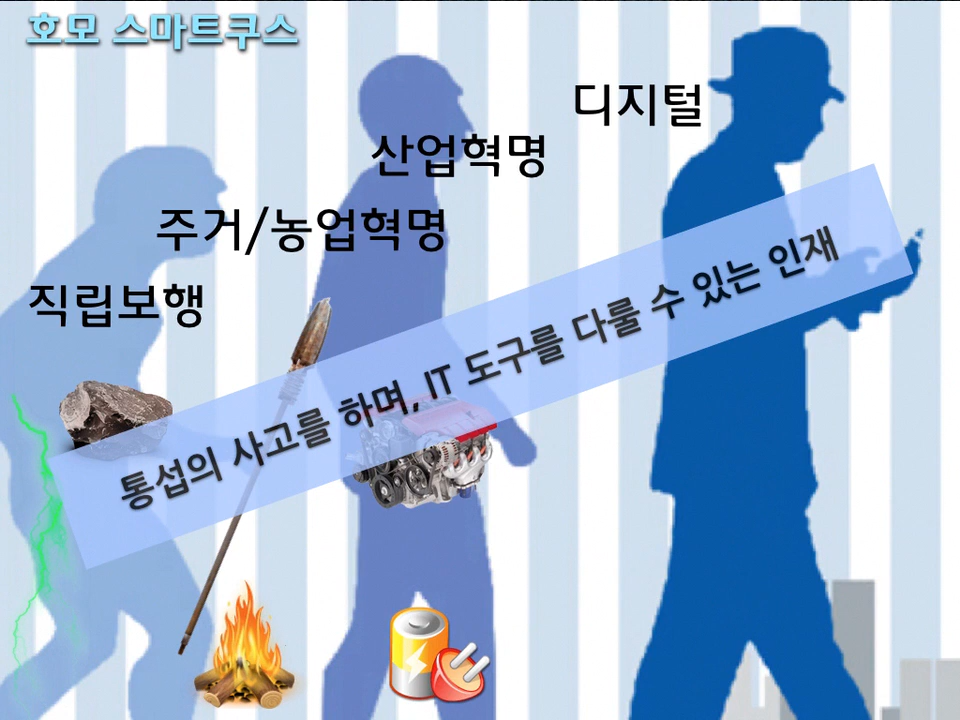 호모 스마트쿠스
디지털
산업혁명
주거/농업혁명
직립보행
통섭의 사고를 하며, IT 도구를 다룰 수 있는 인재